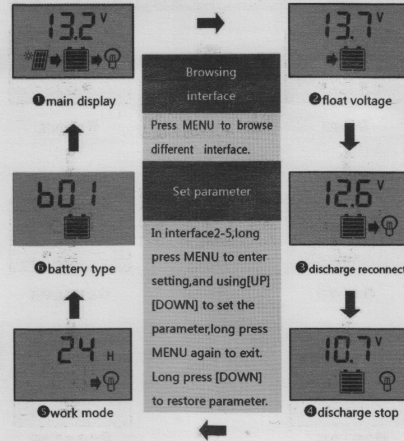 13.2V
❶main display
13.7V
❷float voltage
12.6V
❸discharge reconnect
10.7V
❹discharge stop
24 H
❺work mode
b01
❻battery type
Browsing
interface
Press MENU to browse
different interface.
Set parameter
In interface2-5,long
press MENU to enter
setting,and using[UP]
[DOWN] to set the
parameter,long press
MENU again to exit.
Long press [DOWN]
to restore parameter.